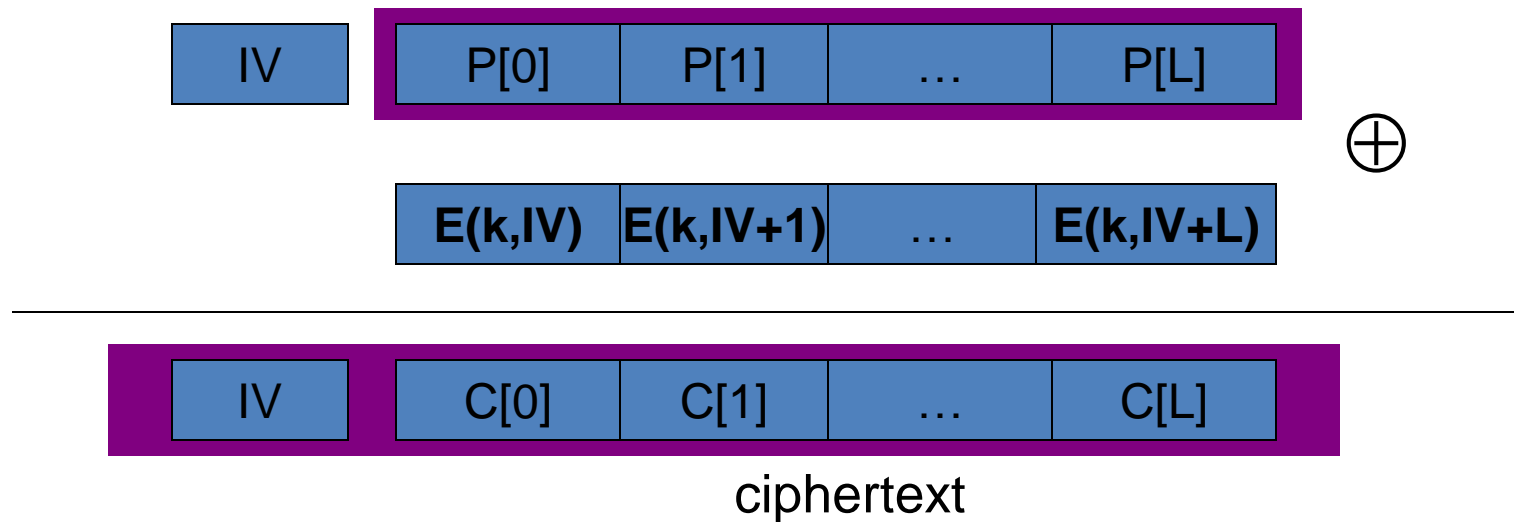 IV P[0] P[1] … P[L]
⊕
E(k,IV) E(k,IV+1) … E(k,IV+L)
IV C[0] C[1] … C[L]
ciphertext